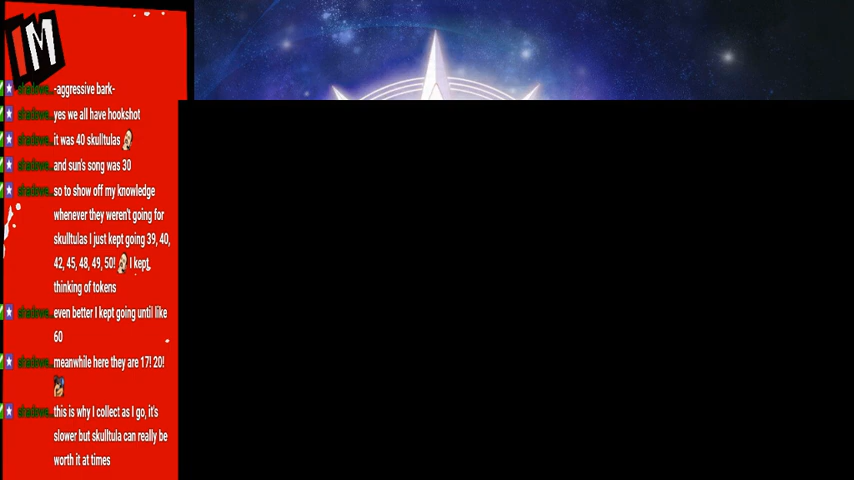 IM
-aggressive bark-
yes we all have hookshot
it was 40 skulltulas
and sun's song was 30
so to show off my knowledge
whenever they weren't going for
skulltulas I just kept going 39, 40,
42, 45, 48, 49, 50! I kept
thinking of tokens
even better I kept going until like
60
meanwhile here they are 17! 20!
this is why I collect as I go, it's
slower but skulltula can really be
worth it at times